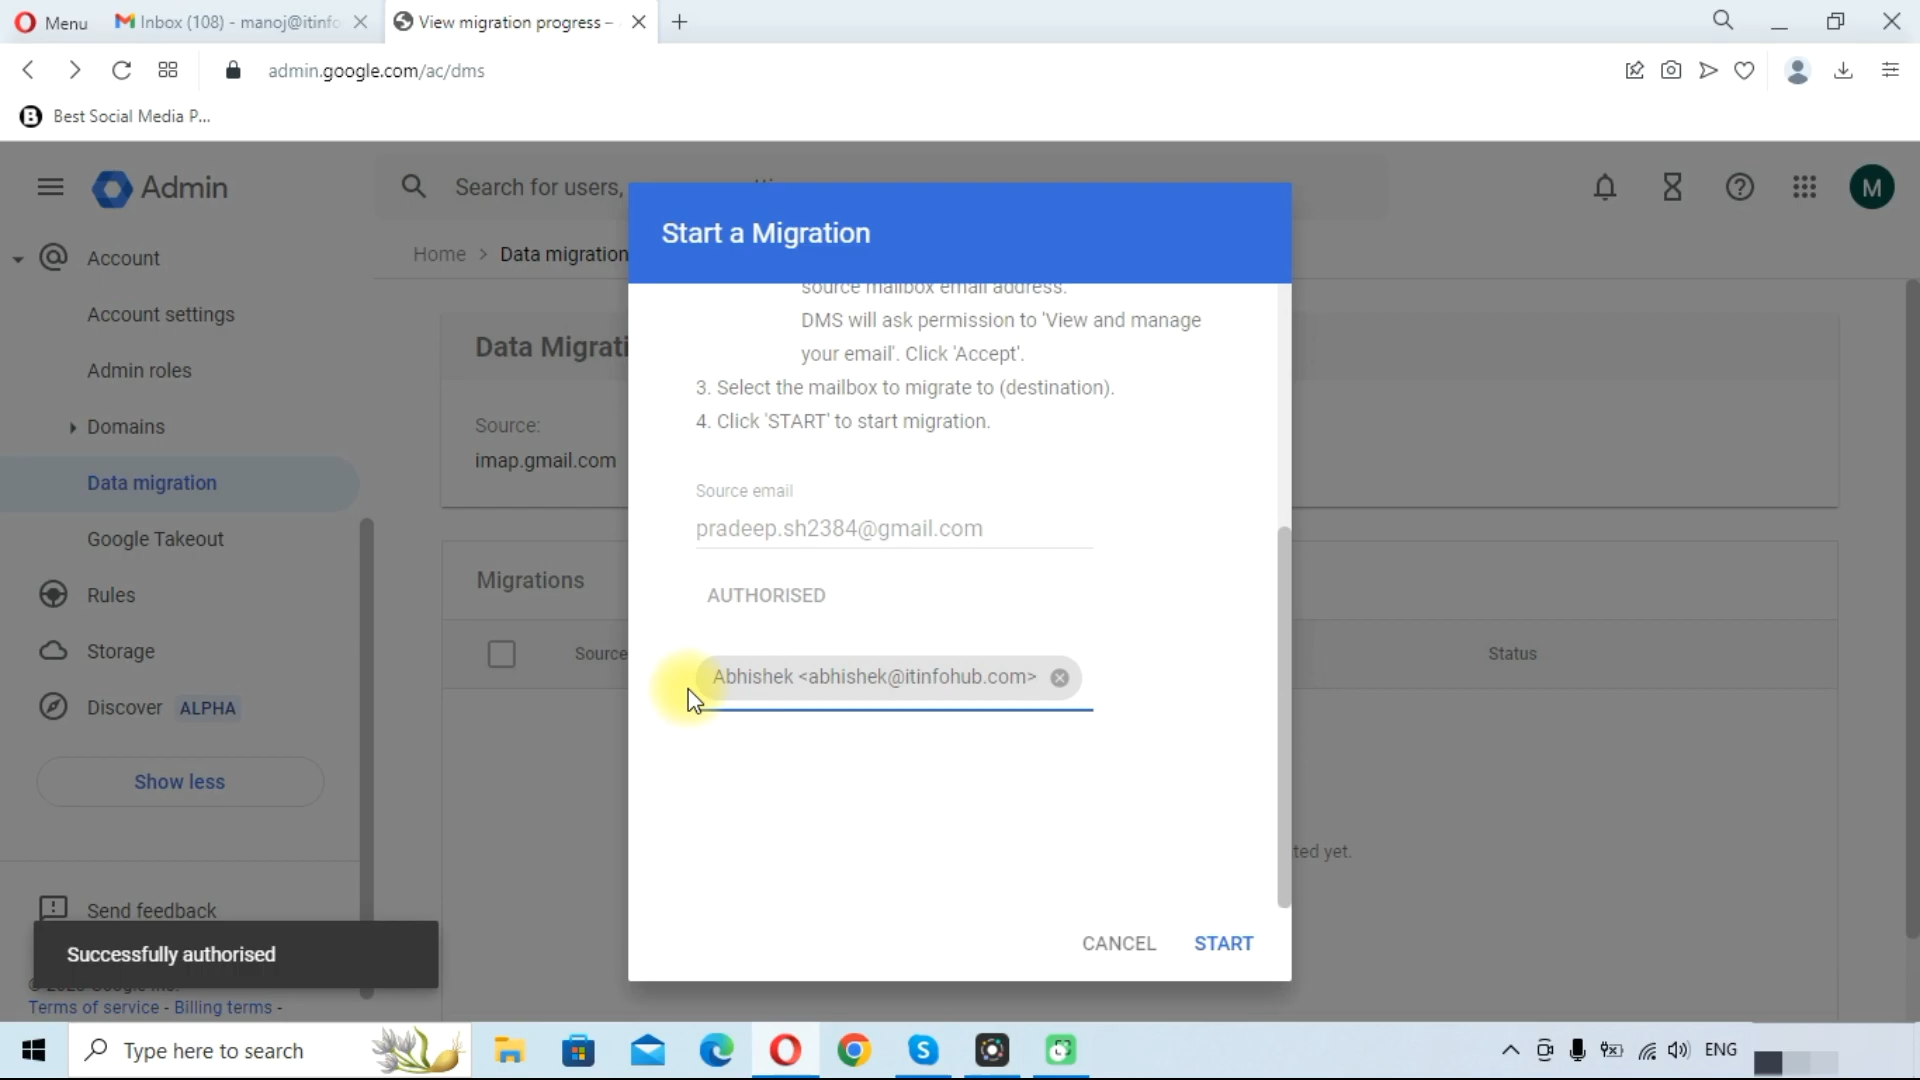 Menu
Inbox (108) - manoj@itinfo
View migration progress –
admin.google.com/ac/dms
Best Social Media P...
Admin
Search for users,
M
Account
Account settings
Admin roles
Domains
Data migration
Google Takeout
Rules
Storage
Discover ALPHA
Show less
Send feedback
Successfully authorised
Terms of service - Billing terms -
Home > Data migration
Data Migrati
Source:
imap.gmail.com
Migrations
Source
Status
ted yet.
Start a Migration
source mailbox email address.
DMS will ask permission to 'View and manage
your email'. Click 'Accept'.
3. Select the mailbox to migrate to (destination).
4. Click 'START' to start migration.
Source email
pradeep.sh2384@gmail.com
AUTHORISED
Abhishek <abhishek@itinfohub.com>
CANCEL START
Type here to search
ENG